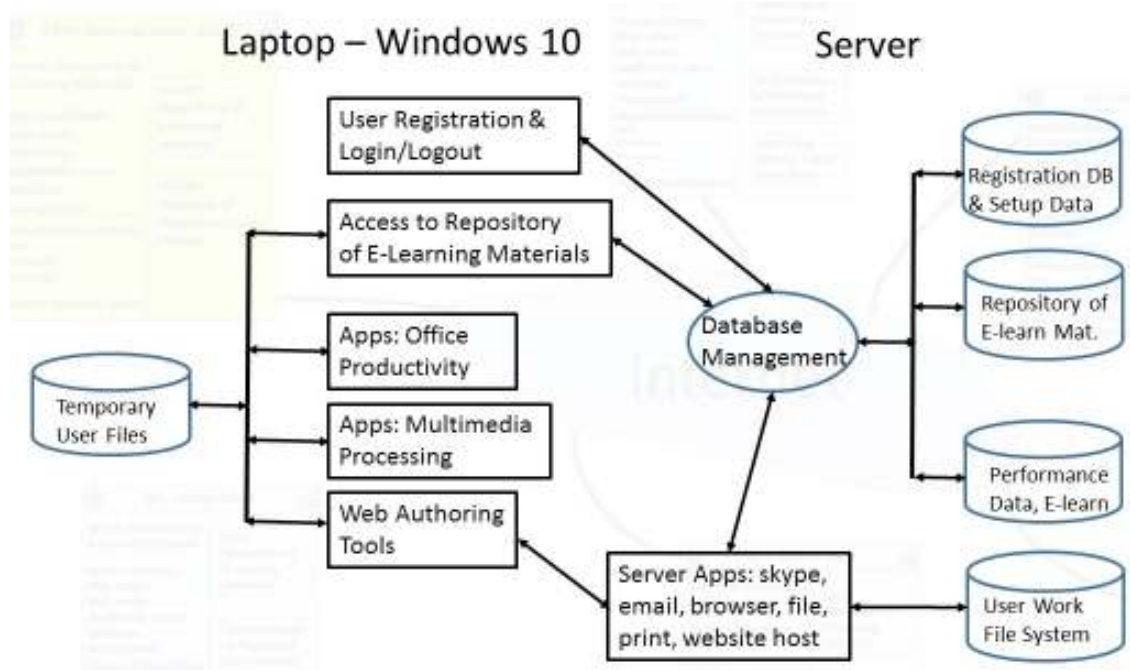 Laptop – Windows 10
Server
User Registration &
Login/Logout
Access to Repository
of E-Learning Materials
Apps: Office
Productivity
Apps: Multimedia
Processing
Web Authoring
Tools
Temporary
User Files
Database
Management
Internet
Server Apps: skype,
email, browser, file,
print, website host
Registration DB
& Setup Data
Repository of
E-learn Mat.
Performance
Data, E-learn
User Work
File System